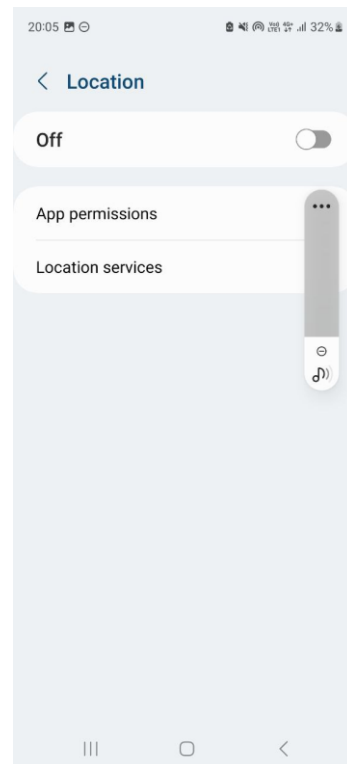 20:05
32%
Location
Off
App permissions
Location services